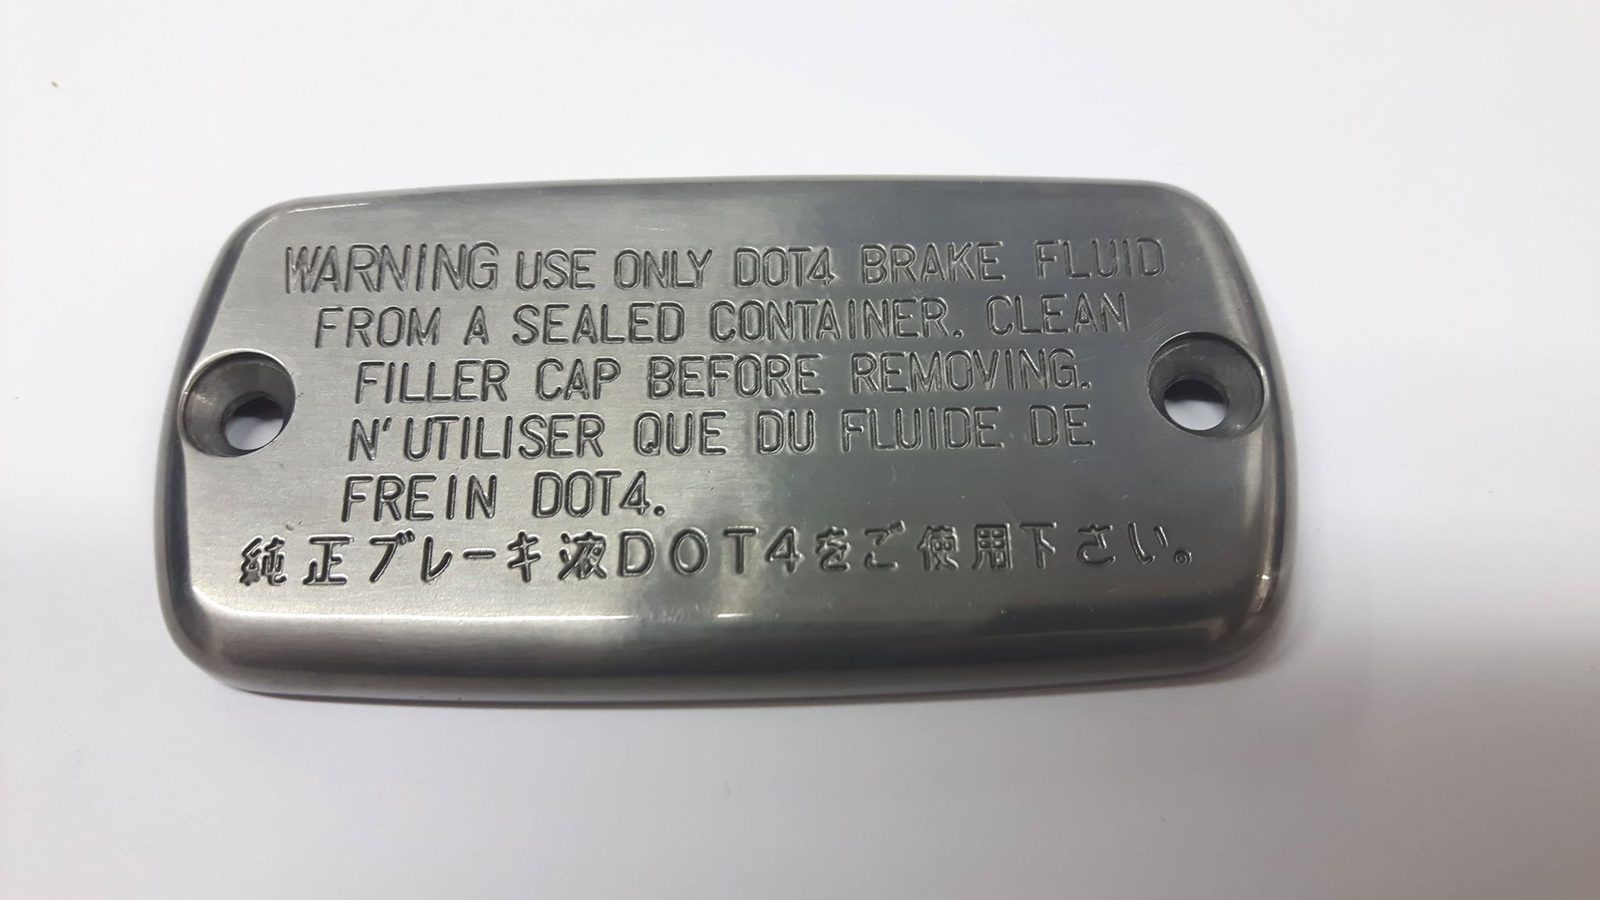 WARNING USE ONLY DOT4 BRAKE FLUID
FROM A SEALED CONTAINER. CLEAN
FILLER CAP BEFORE REMOVING.
N'UTILISER QUE DU FLUIDE DE
FREIN DOT4.
純正ブレーキ液DOT4をご使用下さい。